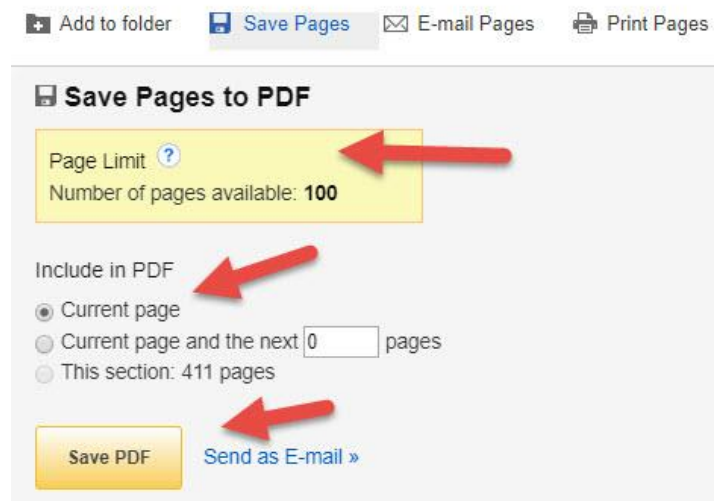 Add to folder Save Pages E-mail Pages Print Pages
Save Pages to PDF
Page Limit ?
Number of pages available: 100
Include in PDF
Current page
Current page and the next 0 pages
This section: 411 pages
Save PDF Send as E-mail »